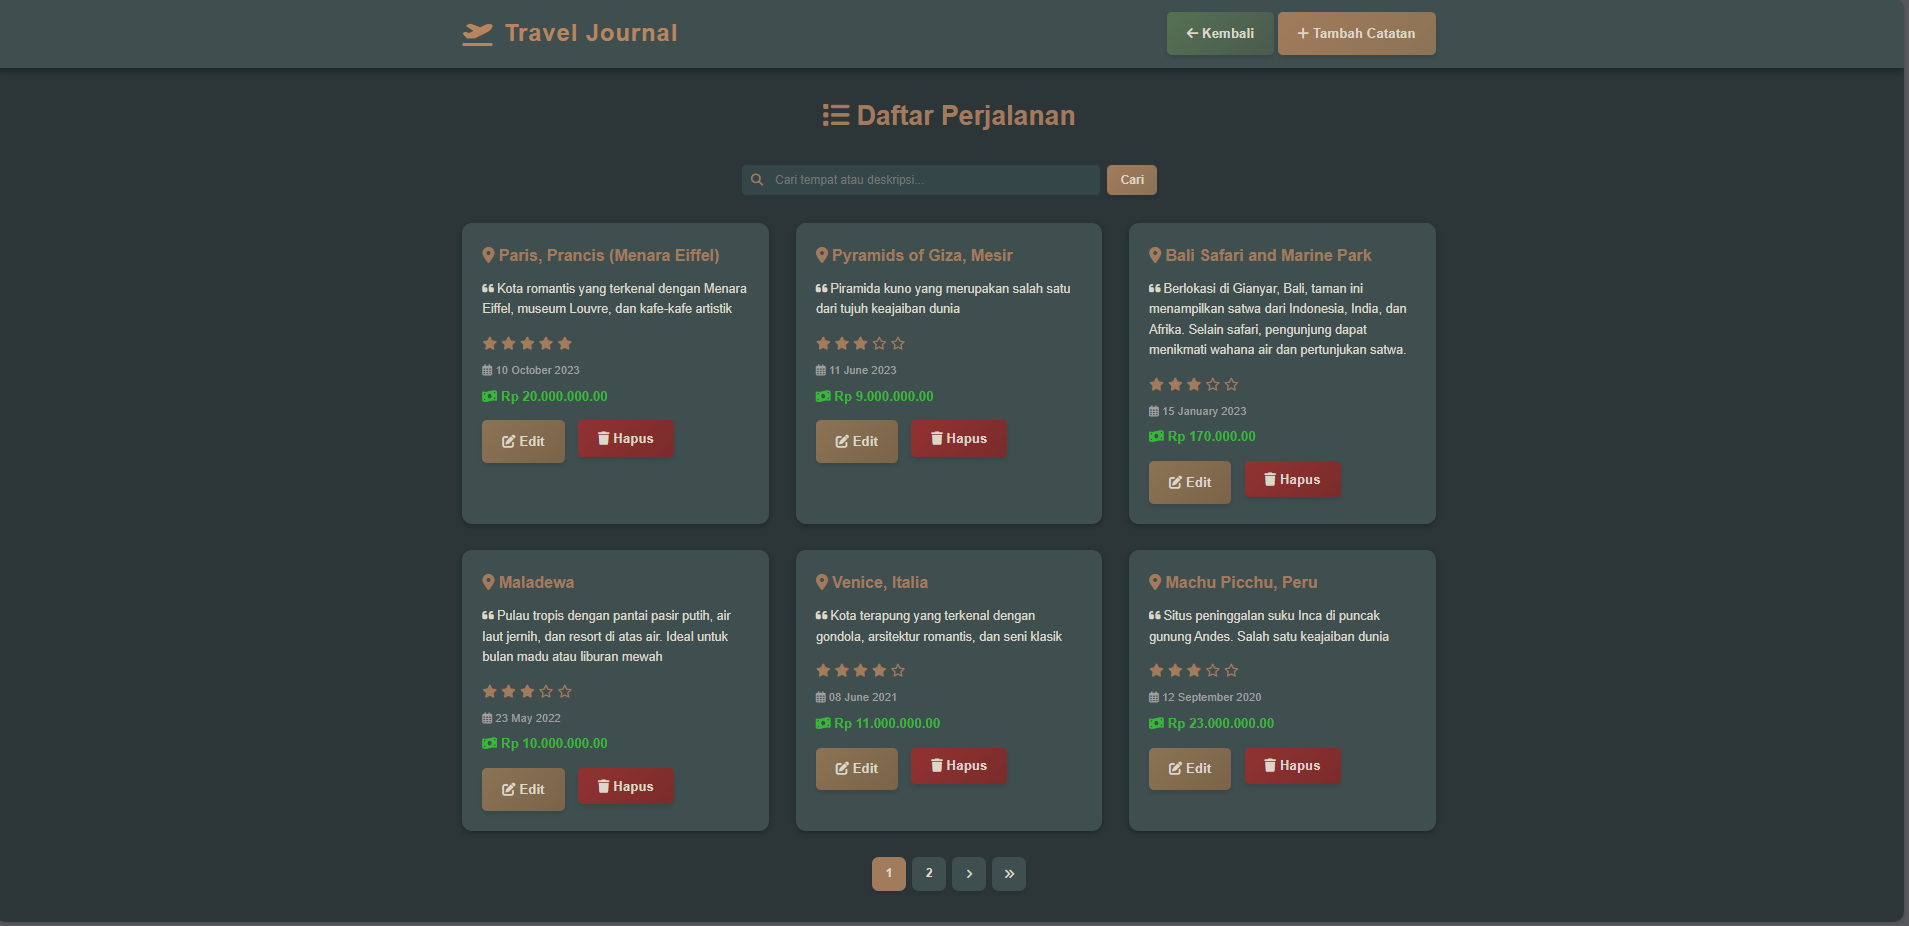 Travel Journal
Kembali
Tambah Catatan
Daftar Perjalanan
Cari tempat atau deskripsi...
Cari
Paris, Prancis (Menara Eiffel)
Kota romantis yang terkenal dengan Menara
Eiffel, museum Louvre, dan kafe-kafe artistik
10 October 2023
Rp 20.000.000.00
Edit
Hapus
Pyramids of Giza, Mesir
Piramida kuno yang merupakan salah satu
dari tujuh keajaiban dunia
11 June 2023
Rp 9.000.000.00
Edit
Hapus
Bali Safari and Marine Park
Berlokasi di Gianyar, Bali, taman ini
menampilkan satwa dari Indonesia, India, dan
Afrika. Selain safari, pengunjung dapat
menikmati wahana air dan pertunjukan satwa.
15 January 2023
Rp 170.000.00
Edit
Hapus
Maladewa
Pulau tropis dengan pantai pasir putih, air
laut jernih, dan resort di atas air. Ideal untuk
bulan madu atau liburan mewah
23 May 2022
Rp 10.000.000.00
Edit
Hapus
Venice, Italia
Kota terapung yang terkenal dengan
gondola, arsitektur romantis, dan seni klasik
08 June 2021
Rp 11.000.000.00
Edit
Hapus
Machu Picchu, Peru
Situs peninggalan suku Inca di puncak
gunung Andes. Salah satu keajaiban dunia
12 September 2020
Rp 23.000.000.00
Edit
Hapus
1 2 › »